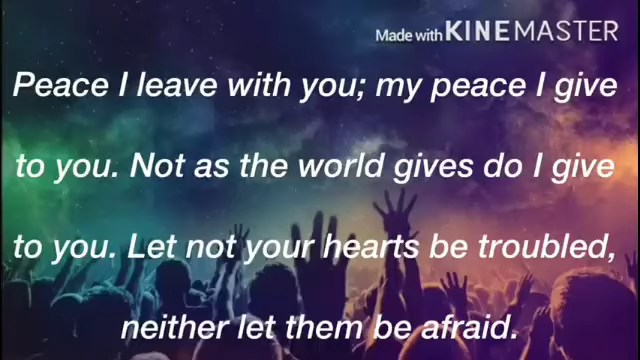 Made with KINEMASTER
Peace I leave with you; my peace I give
to you. Not as the world gives do I give
to you. Let not your hearts be troubled,
neither let them be afraid.